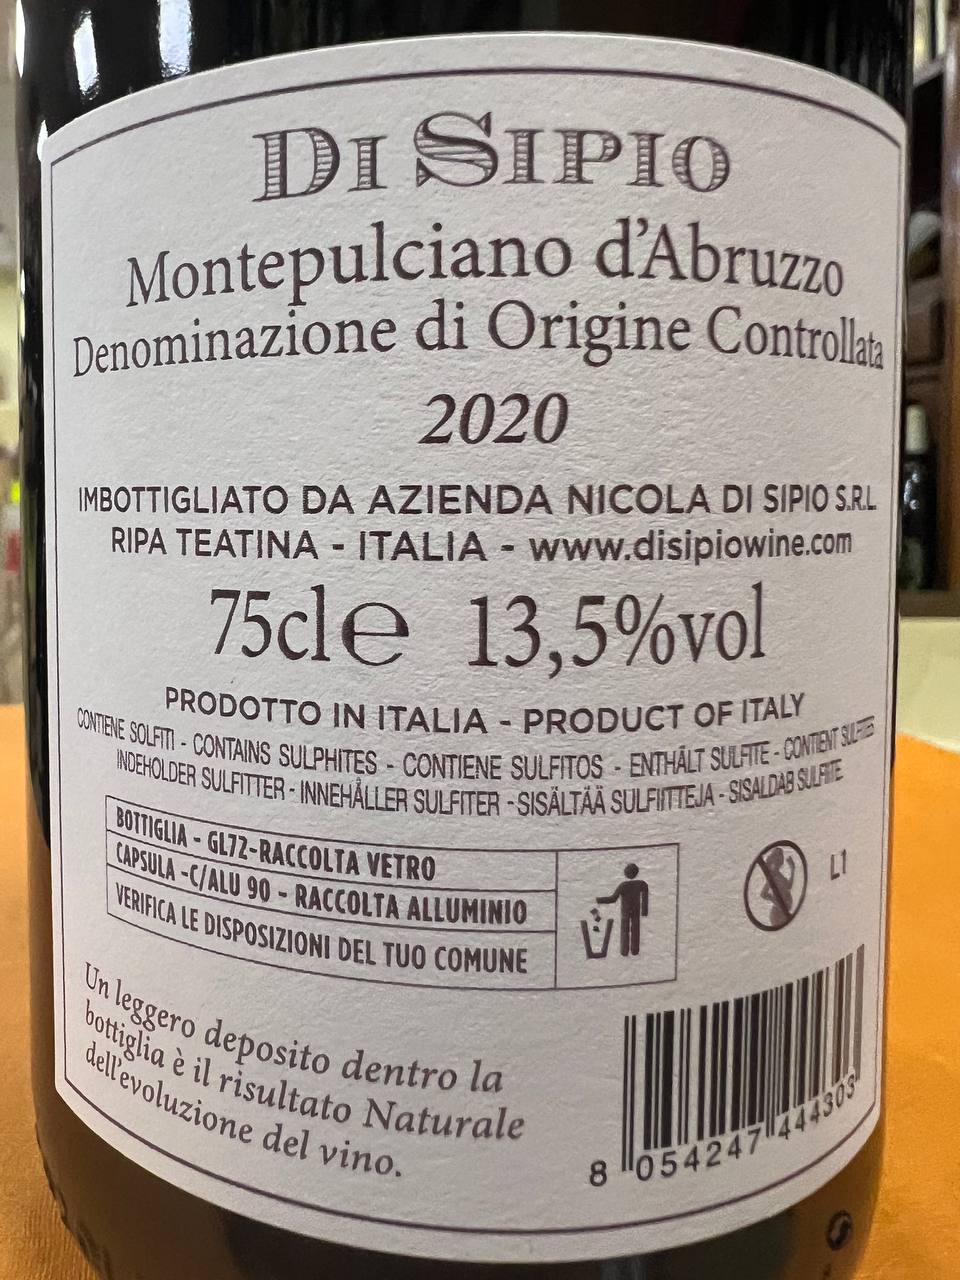 DI SIPIO
Montepulciano d'Abruzzo
Denominazione di Origine Controllata
2020
IMBOTTIGLIATO DA AZIENDA NICOLA DI SIPIO S.R.L
RIPA TEATINA - ITALIA - www.disipiowine.com
75cl e 13,5%vol
PRODOTTO IN ITALIA - PRODUCT OF ITALY
CONTIENE SOLFITI - CONTAINS SULPHITES - CONTIENE SULFITOS - ENTHÄLT SULFITE - CONTIENT SULFITES
INDEHOLDER SULFITTER - INNEHÅLLER SULFITER - SISÄLTÄÄ SULFIITTEJA - SISALDAB SULFITE
BOTTIGLIA - GL72-RACCOLTA VETRO
CAPSULA -C/ALU 90 - RACCOLTA ALLUMINIO
VERIFICA LE DISPOSIZIONI DEL TUO COMUNE
L1
Un leggero deposito dentro la
bottiglia è il risultato Naturale
dell'evoluzione del vino.
8 054247 444303